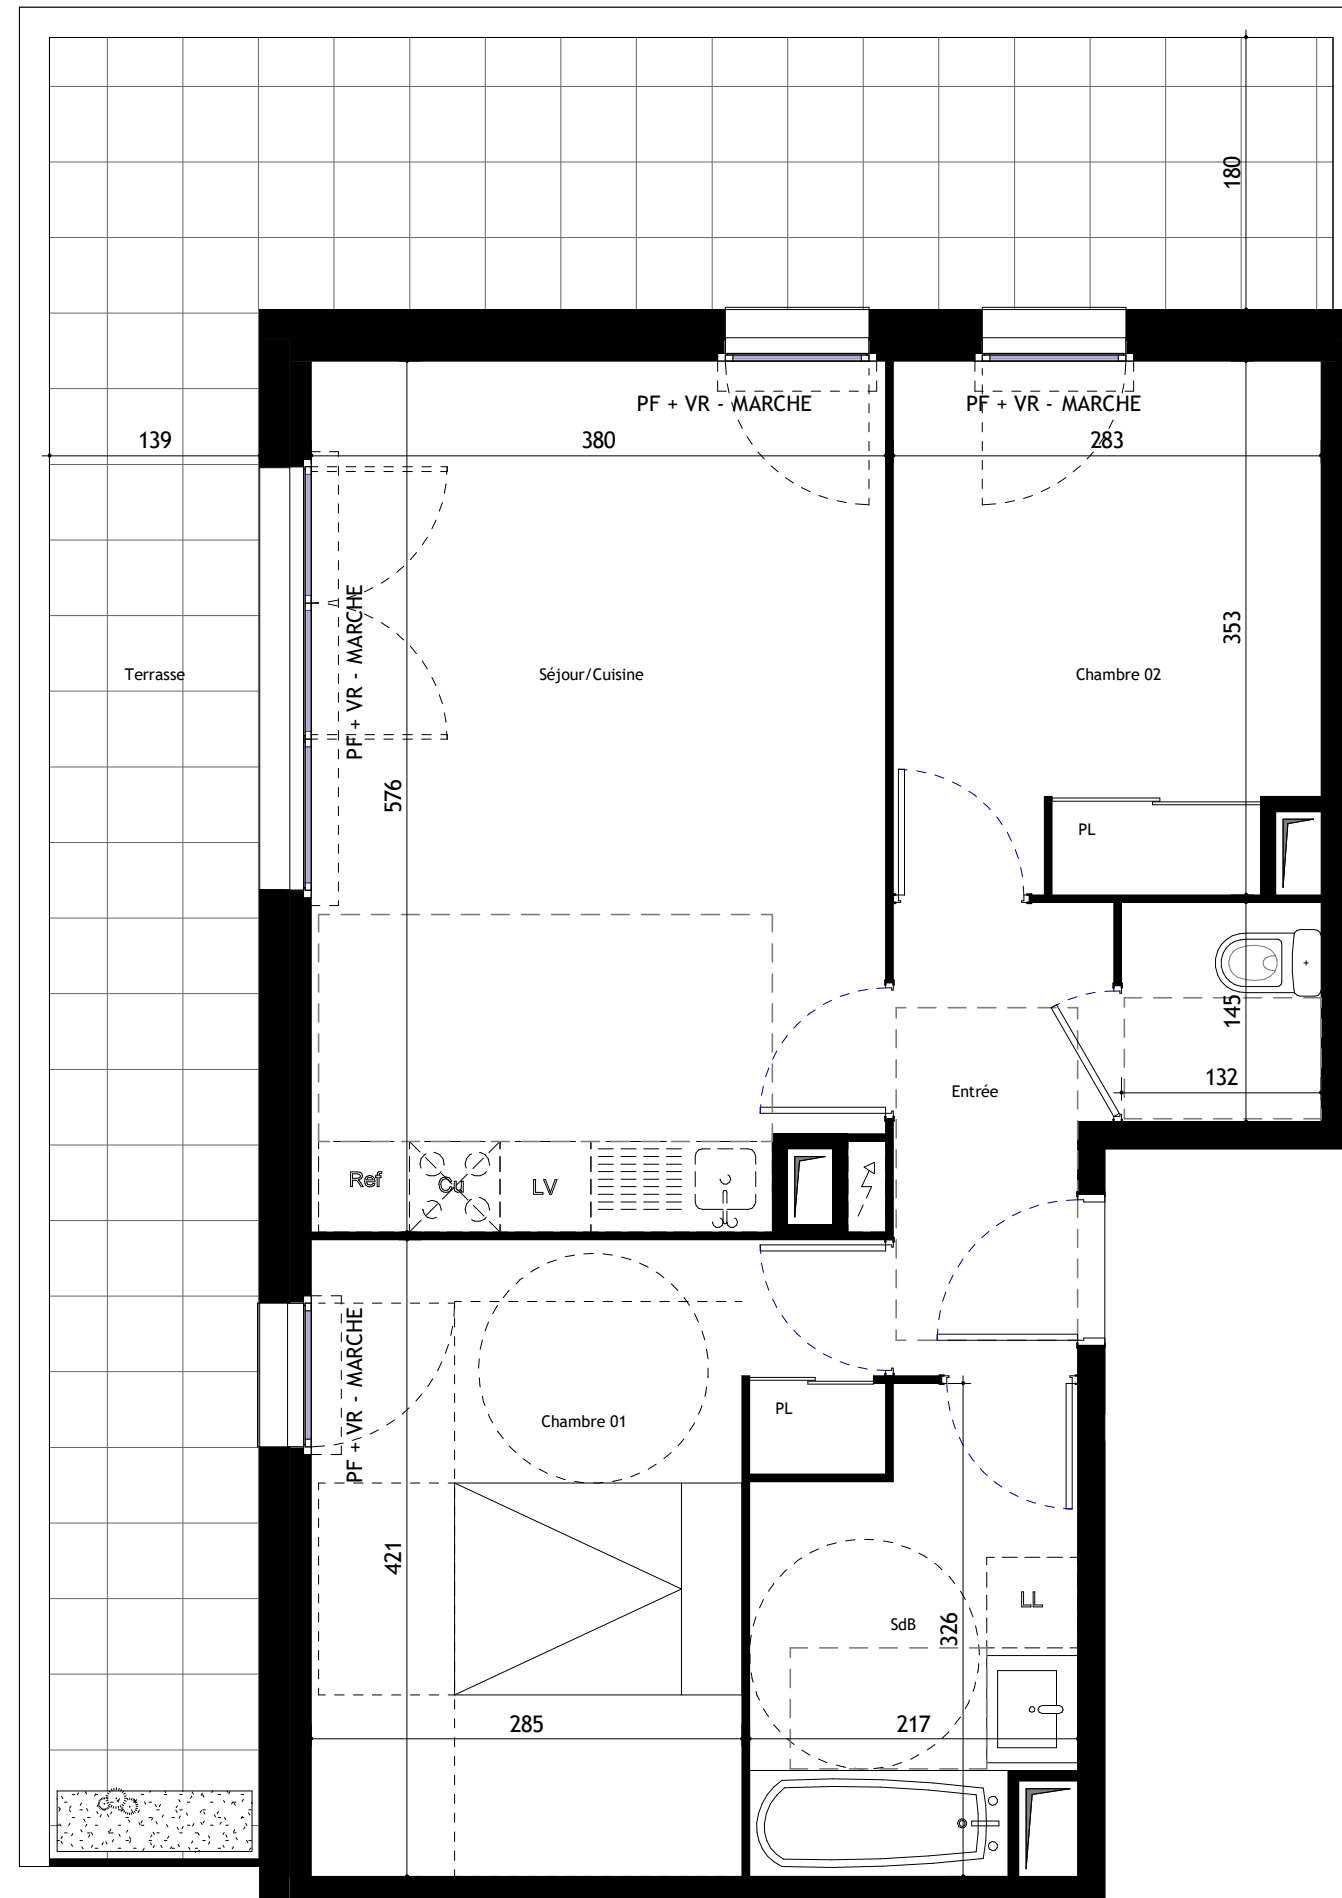 180
PF + VR - MARCHE
PF + VR - MARCHE
139
380
283
PF + VR - MARCHE
353
Terrasse
Séjour/Cuisine
Chambre 02
576
PL
145
132
Entrée
Ref
Cu
LV
PF + VR - MARCHE
PL
Chambre 01
421
LL
SdB
326
285
217